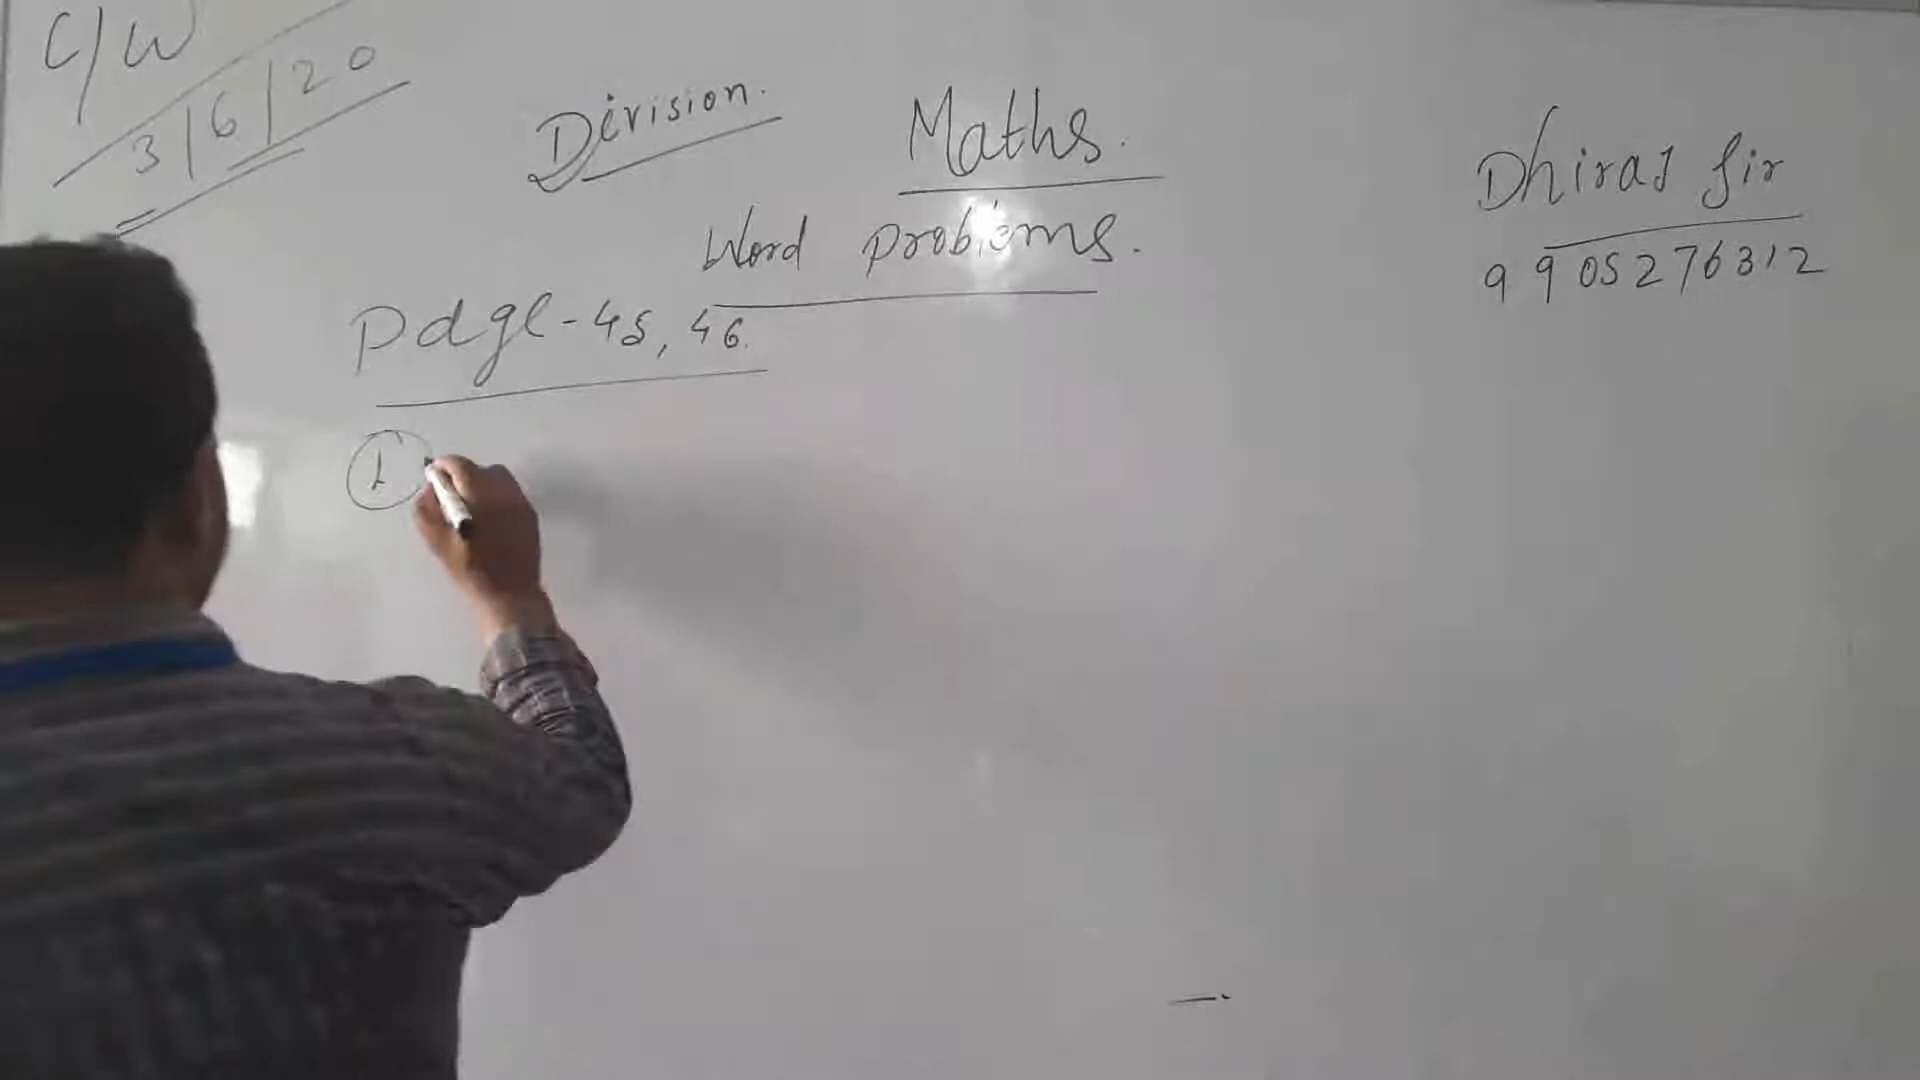 C/W
3/6/20
Division.
Maths.
Word problems.
Page-45, 46.
1
Dhiraj Sir
9905276312